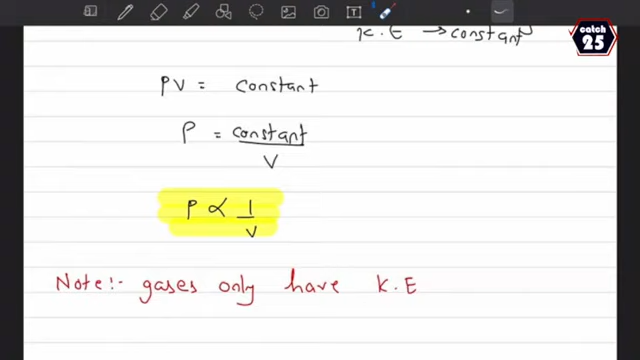 catch
25
K.E → constant
PV = constant
P = constant
V
P ∝ 1
V
Note:- gases only have K.E